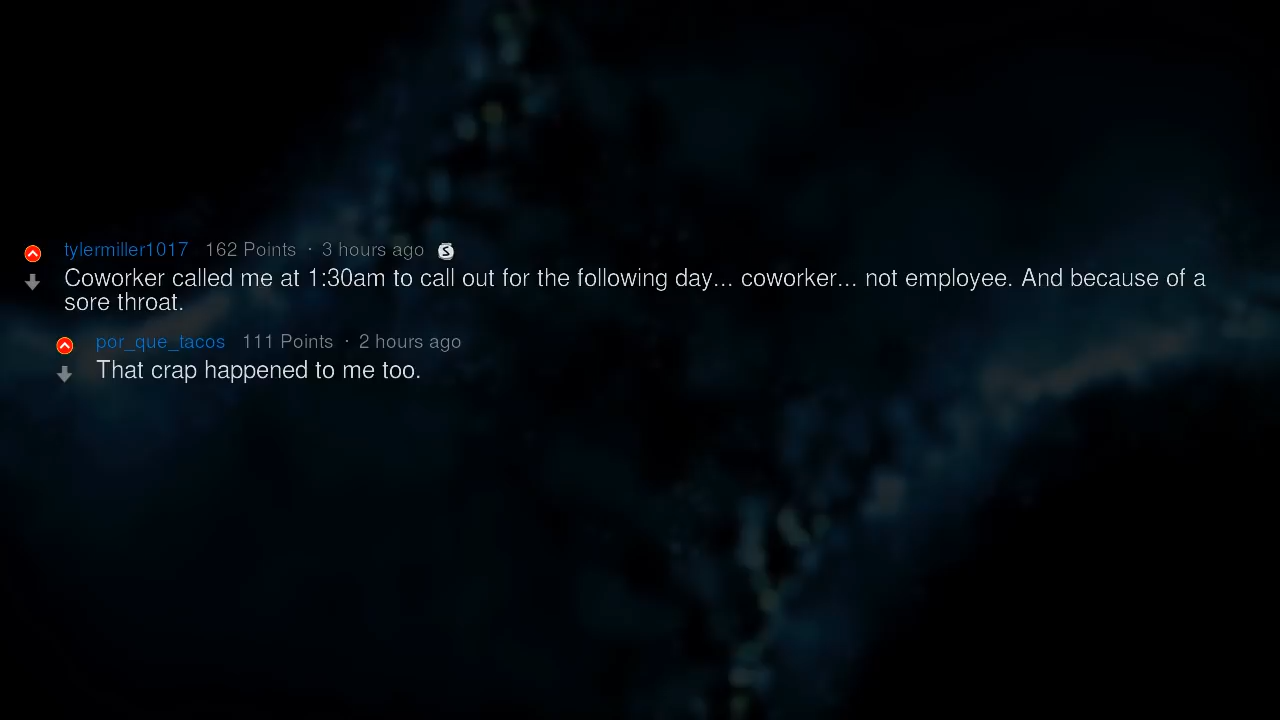 tylermiller1017 162 Points · 3 hours ago S
Coworker called me at 1:30am to call out for the following day... coworker... not employee. And because of a
sore throat.
por_que_tacos 111 Points · 2 hours ago
That crap happened to me too.